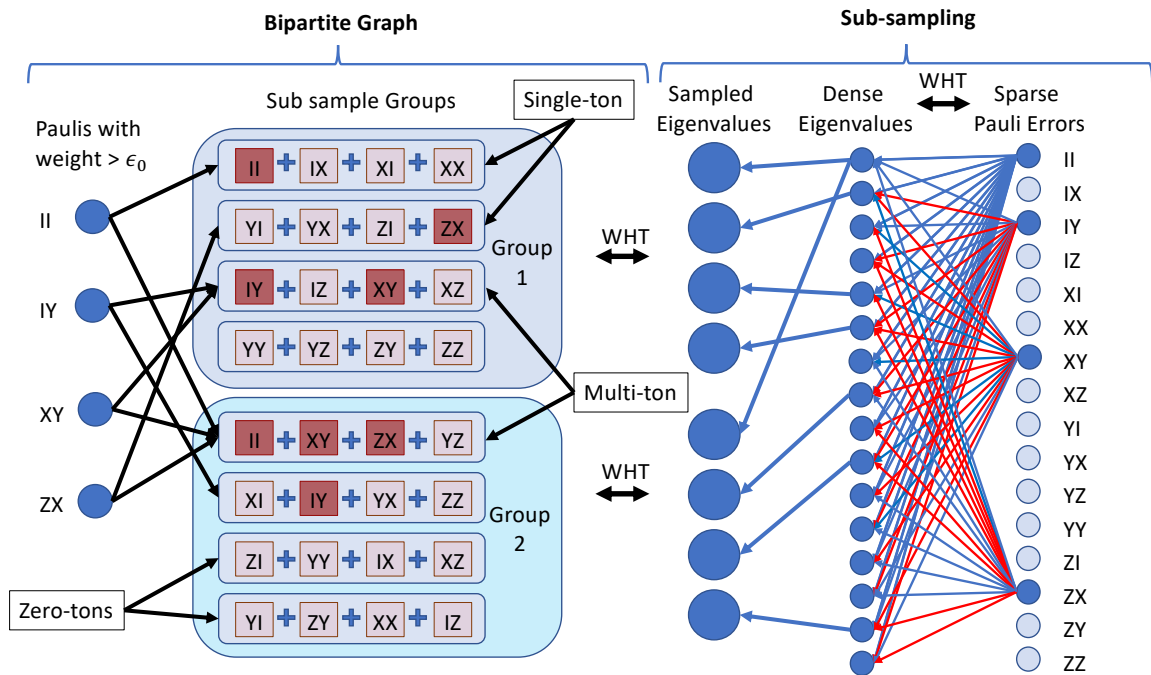 Bipartite Graph
Sub-sampling
Sub sample Groups
Single-ton
Paulis with
weight > ϵ₀
II
IY
XY
ZX
II + IX + XI + XX
YI + YX + ZI + ZX
IY + IZ + XY + XZ
YY + YZ + ZY + ZZ
Group
1
Multi-ton
II + XY + ZX + YZ
XI + IY + YX + ZZ
ZI + YY + IX + XZ
YI + ZY + XX + IZ
Group
2
Zero-tons
WHT
WHT
Sampled
Eigenvalues
Dense
Eigenvalues
WHT
Sparse
Pauli Errors
II
IX
IY
IZ
XI
XX
XY
XZ
YI
YX
YZ
YY
ZI
ZX
ZY
ZZ